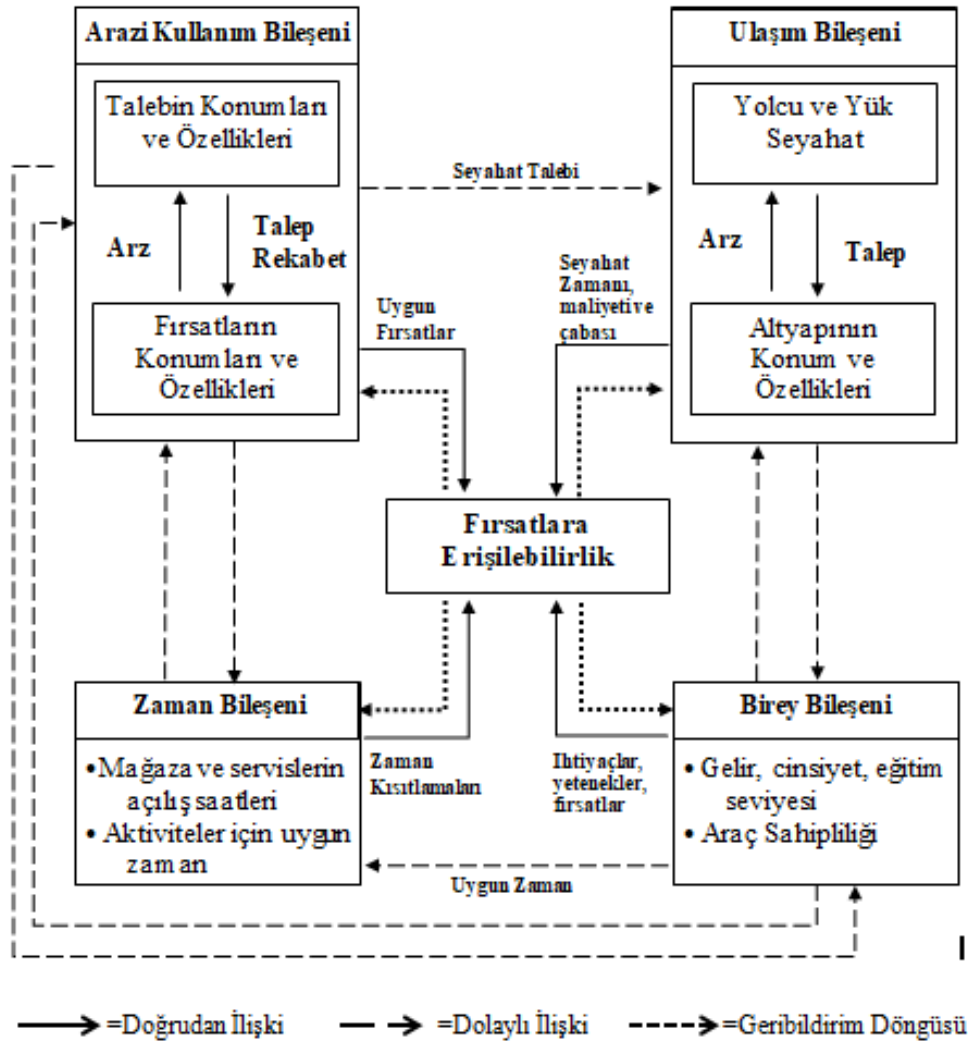 Arazi Kullanım Bileşeni
Talebin Konumları
ve Özellikleri
Arz
Talep
Rekabet
Fırsatların
Konumları ve
Özellikleri
Ulaşım Bileşeni
Yolcu ve Yük
Seyahat
Arz
Talep
Altyapının
Konum ve
Özellikleri
Seyahat Talebi
Uygun
Fırsatlar
Seyahat
Zamanı,
maliyetive
çabası
Fırsatlara
Erişilebilirlik
Zaman Bileşeni
•Mağaza ve servislerin
açılış saatleri
• Aktiviteler için uygun
zaman
Zaman
Kısıtlamaları
Ihtiyaçlar,
yetenekler,
fırsatlar
Birey Bileşeni
• Gelir, cinsiyet, eğitim
seviyesi
• Araç Sahipliliği
Uygun Zaman
=Doğrudan İlişki
=Dolaylı İlişki
=Geribildirim Döngüsü